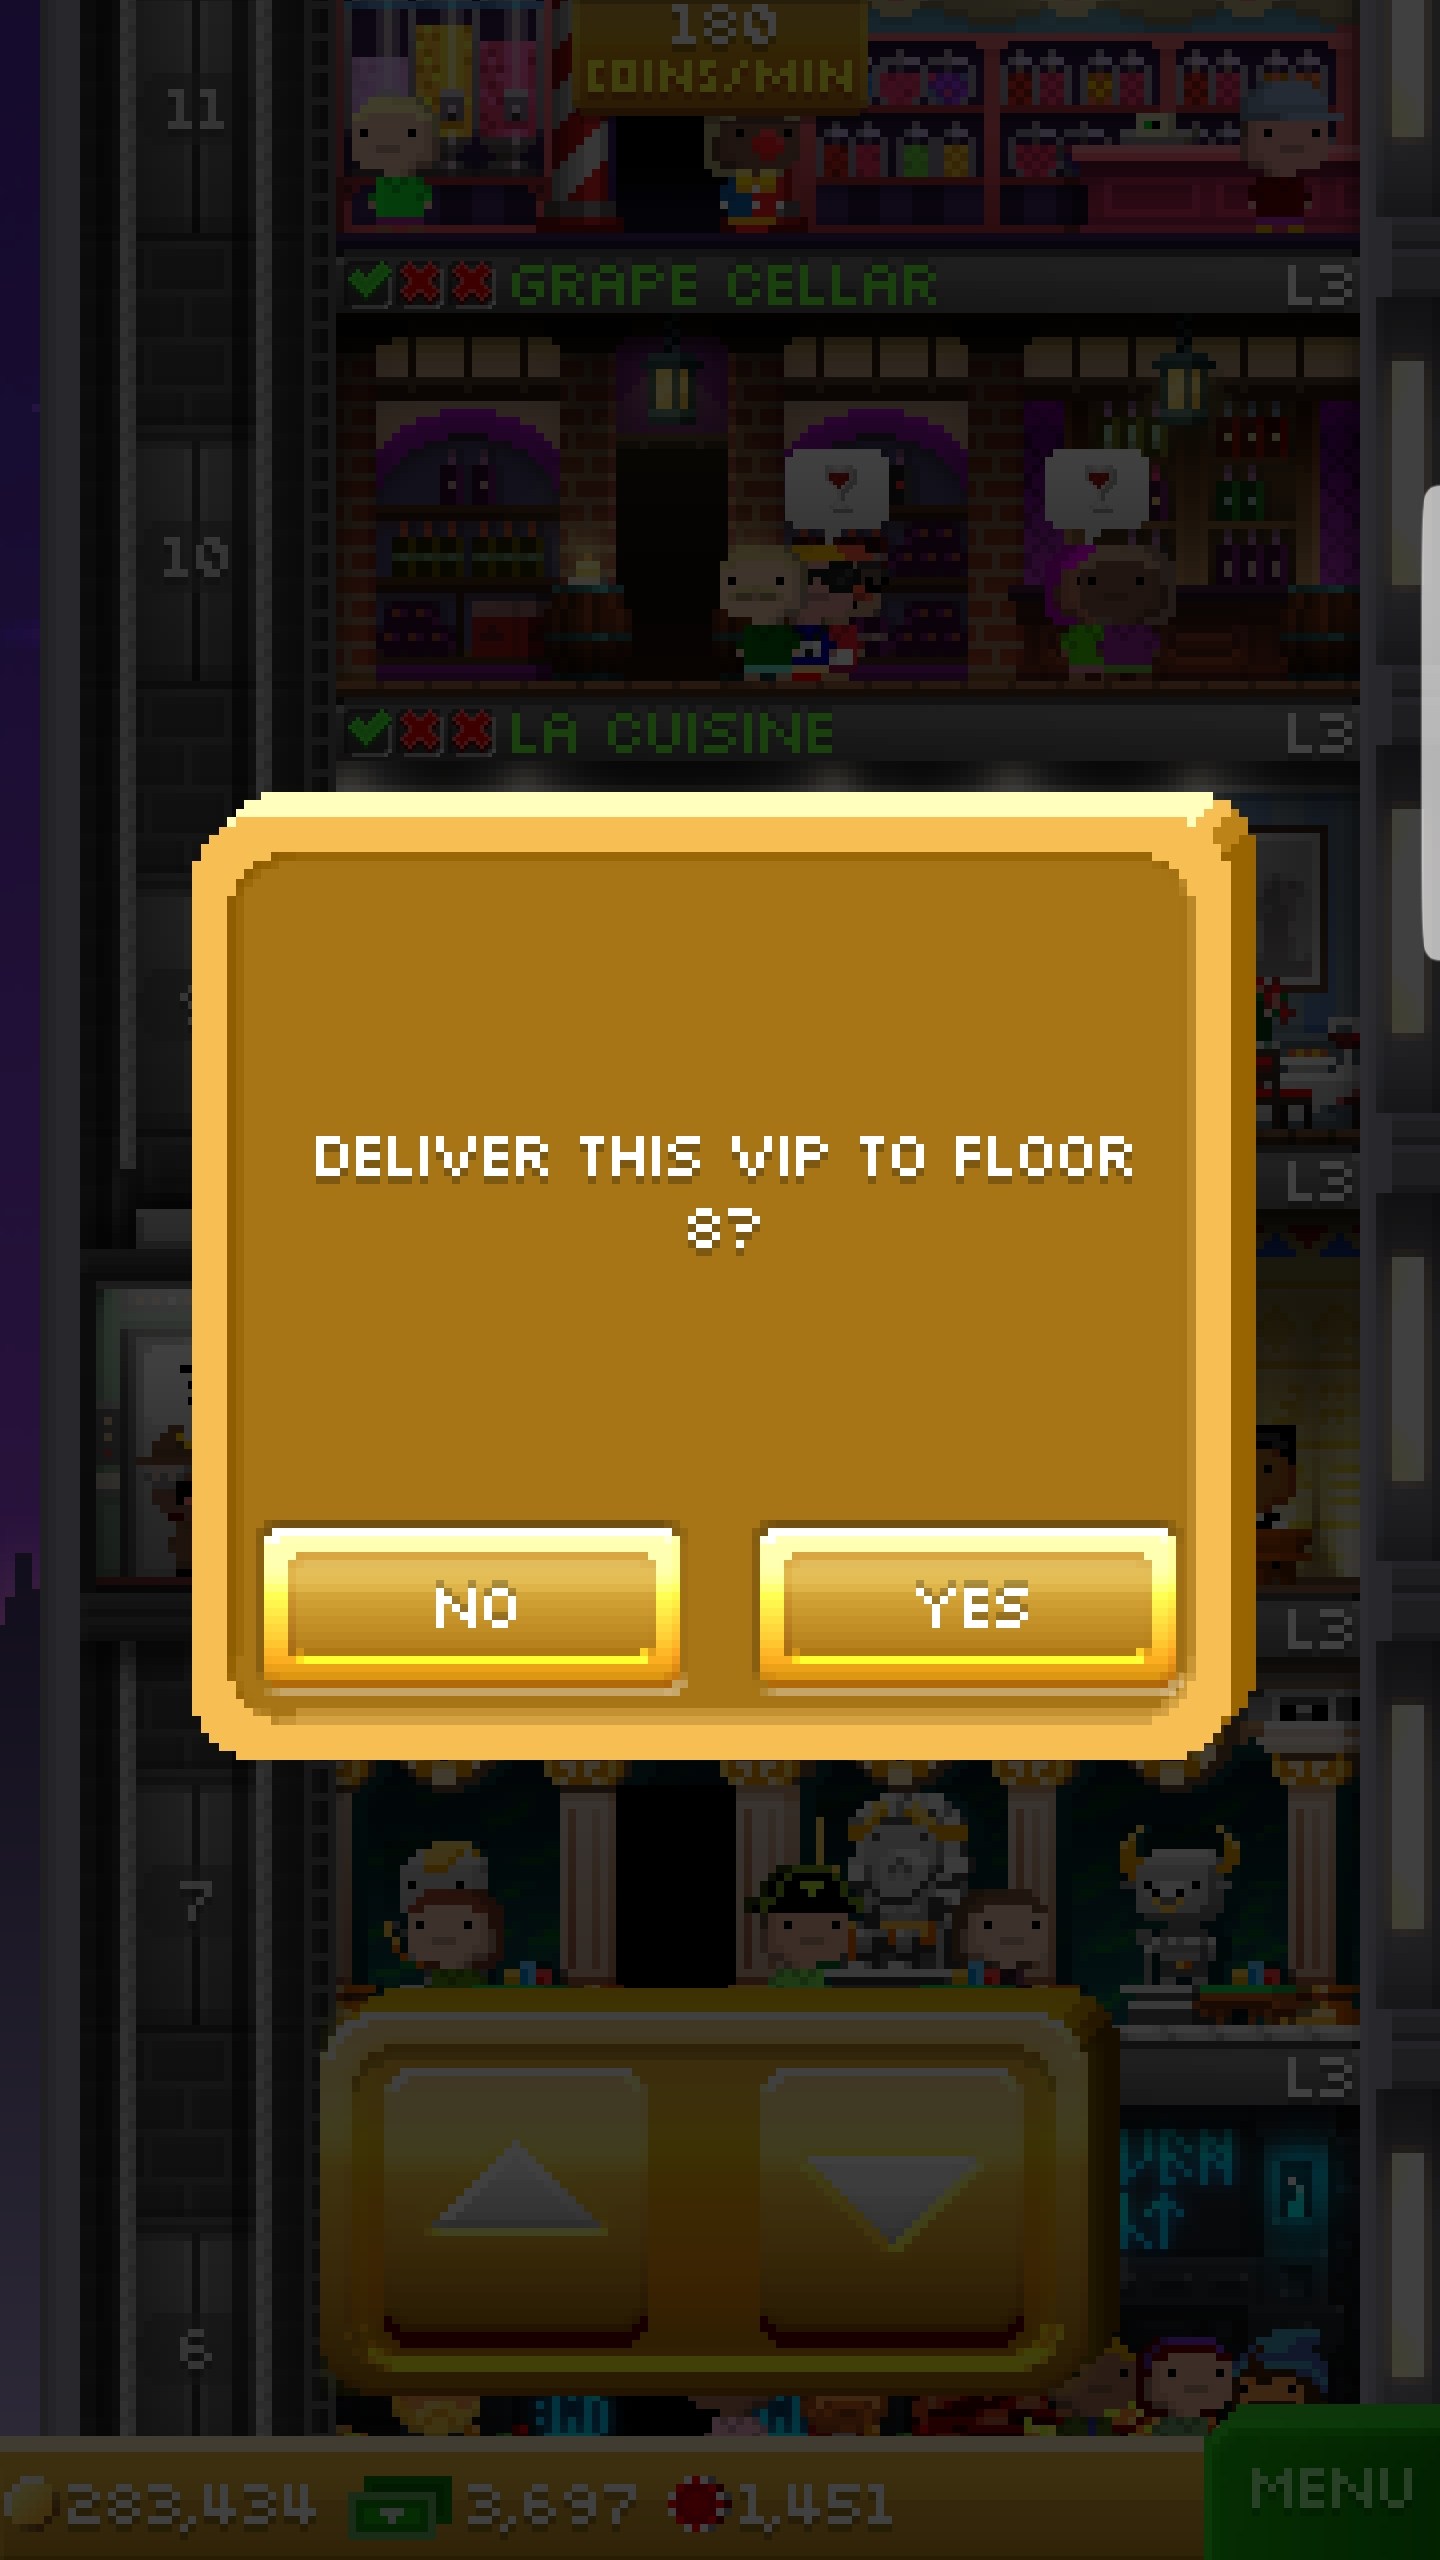 180
COINS/MIN
11
GRAPE CELLAR L3
10
LA CUISINE L3
DELIVER THIS VIP TO FLOOR
8?
L3
NO YES
L3
7
L3
6
283,434 3,697 1,451 MENU